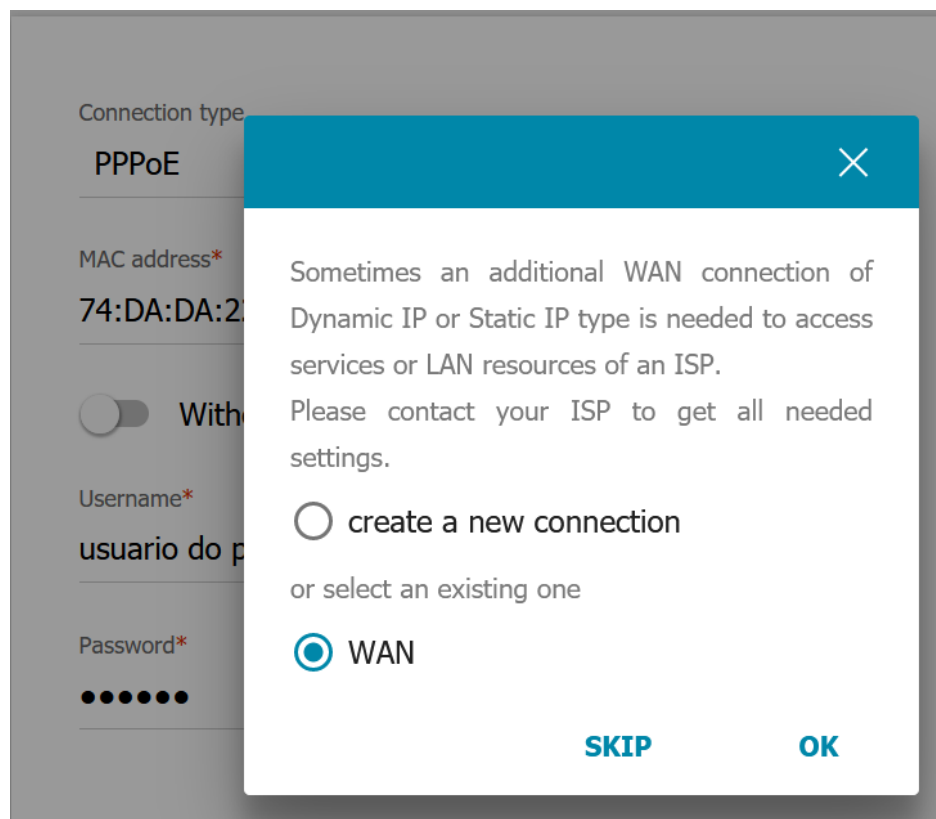 Connection type
PPPoE
MAC address*
74:DA:DA:2
Username*
usuario do p
Password*
Sometimes an additional WAN connection of
Dynamic IP or Static IP type is needed to access
services or LAN resources of an ISP.
Please contact your ISP to get all needed
settings.
create a new connection
or select an existing one
WAN
SKIP
OK